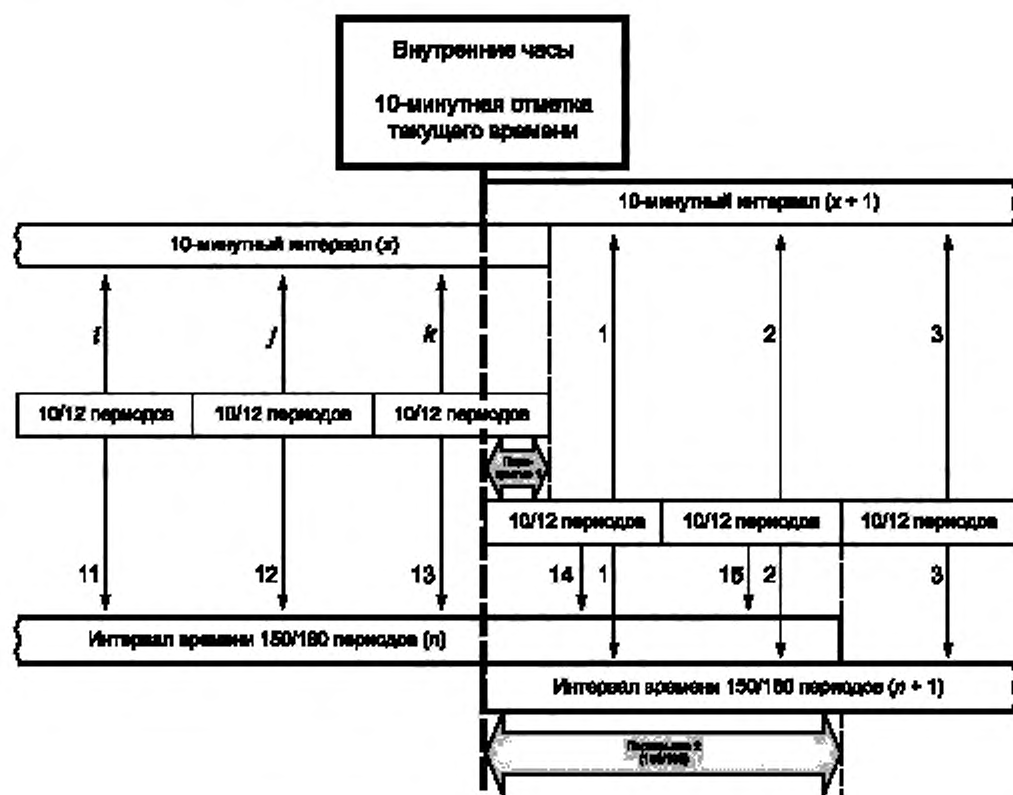 Внутренние часы
10-минутная отметка
текущего времени
10-минутный интервал (x + 1)
10-минутный интервал (x)
i
j
k
1
2
3
10/12 периодов
10/12 периодов
10/12 периодов
10/12 периодов
10/12 периодов
10/12 периодов
11
12
13
14
1
15
2
3
Интервал времени 150/180 периодов (n)
Интервал времени 150/180 периодов (n + 1)